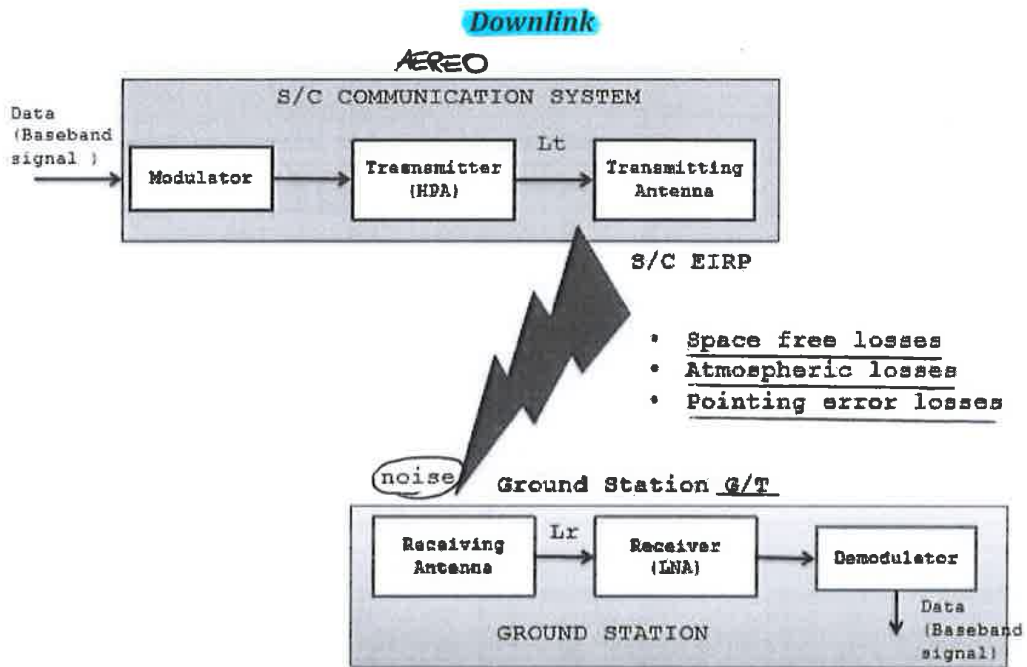 Downlink
AEREO
S/C COMMUNICATION SYSTEM
Data
(Baseband
signal )
Modulator
Trasnsmitter
(HPA)
Lt
Transmitting
Antenna
S/C EIRP
• Space free losses
• Atmospheric losses
• Pointing error losses
noise
Ground Station G/T
Receiving
Antenna
Lr
Receiver
(LNA)
Demodulator
Data
(Baseband
signal)
GROUND STATION